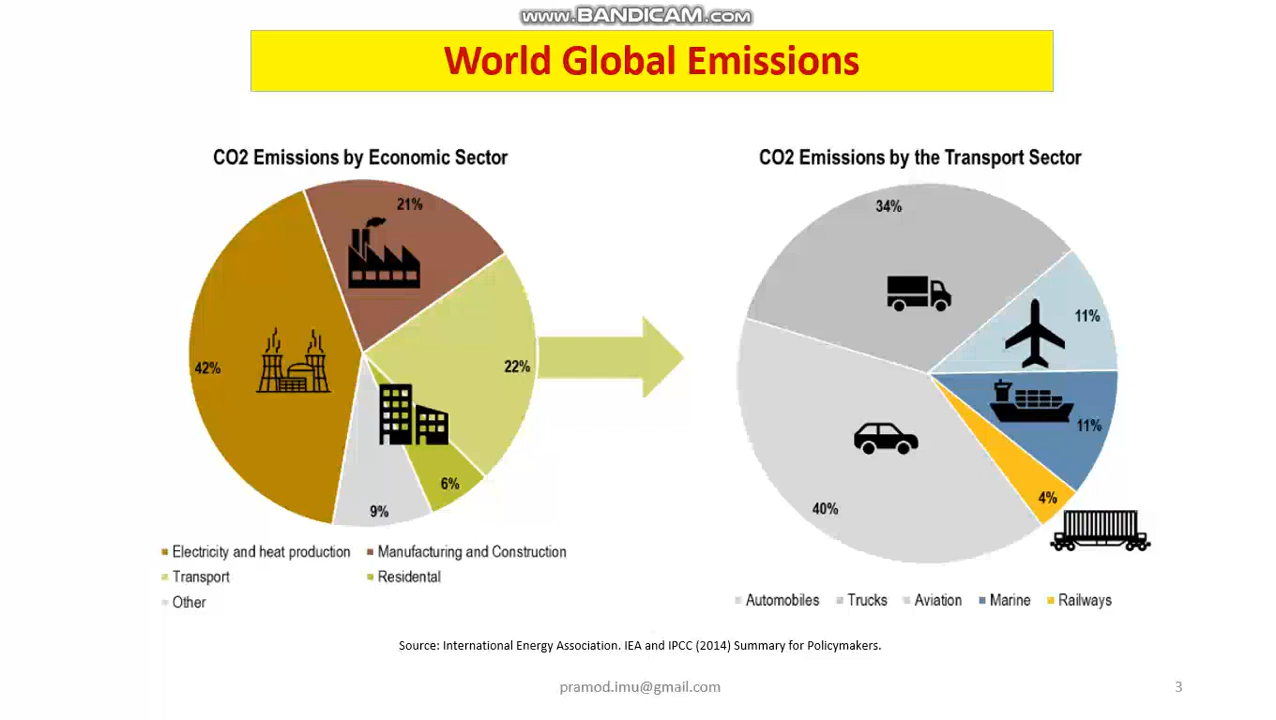 www.BANDICAM.com
World Global Emissions
CO2 Emissions by Economic Sector
21%
42%
22%
6%
9%
Electricity and heat production
Manufacturing and Construction
Transport
Residental
Other
CO2 Emissions by the Transport Sector
34%
11%
11%
4%
40%
Automobiles
Trucks
Aviation
Marine
Railways
Source: International Energy Association. IEA and IPCC (2014) Summary for Policymakers.
pramod.imu@gmail.com
3